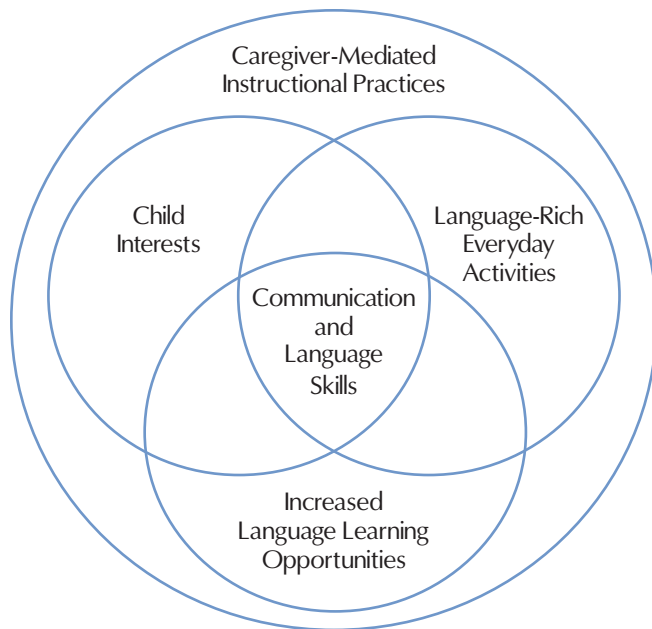 Caregiver-Mediated
Instructional Practices
Child
Interests
Language-Rich
Everyday
Activities
Communication
and
Language
Skills
Increased
Language Learning
Opportunities